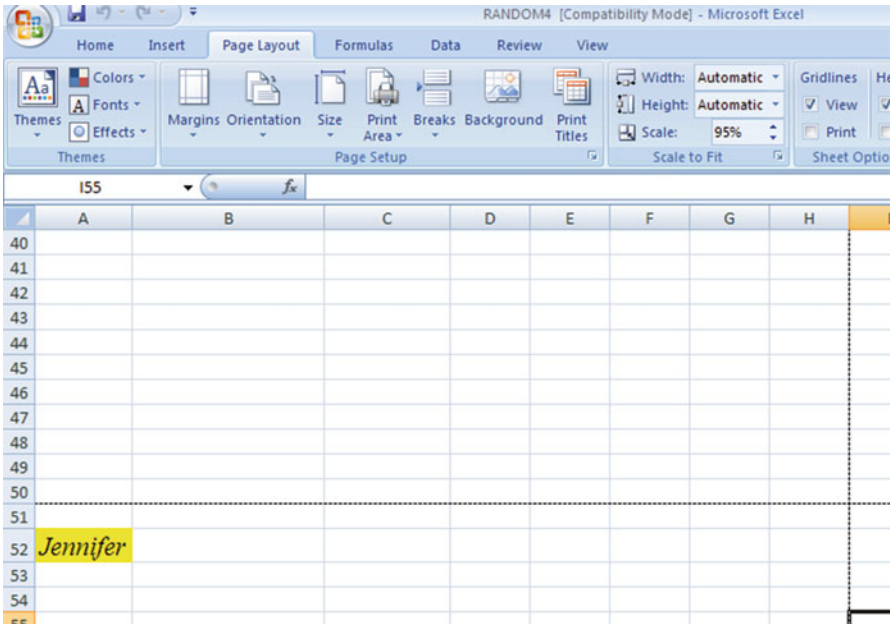 RANDOM4 [Compatibility Mode] - Microsoft Excel
Home Insert Page Layout Formulas Data Review View
Aa Colors Width: Automatic Gridlines
A Fonts Height: Automatic View
Themes Effects Margins Orientation Size Print Area Breaks Background Print Titles Scale: 95% Print
Themes Page Setup Scale to Fit
I55 fx
A B C D E F G H
40
41
42
43
44
45
46
47
48
49
50
51
52 Jennifer
53
54
55